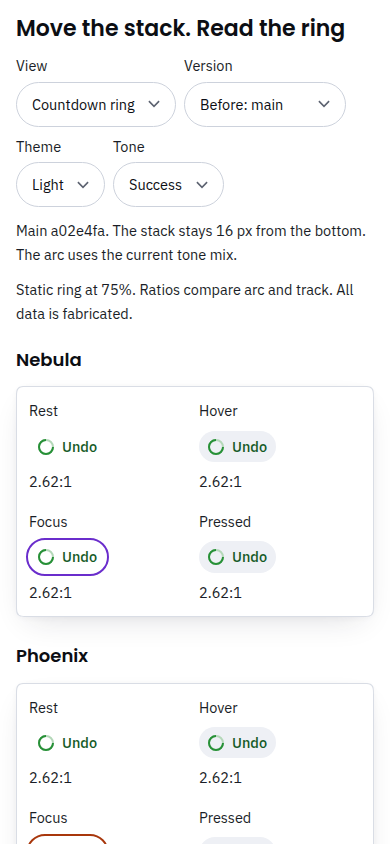 Move the stack. Read the ring
View Version
Countdown ring Before: main
Theme Tone
Light Success
Main a02e4fa. The stack stays 16 px from the bottom.
The arc uses the current tone mix.
Static ring at 75%. Ratios compare arc and track. All
data is fabricated.
Nebula
Rest Hover
Undo Undo
2.62:1 2.62:1
Focus Pressed
Undo Undo
2.62:1 2.62:1
Phoenix
Rest Hover
Undo Undo
2.62:1 2.62:1
Focus Pressed